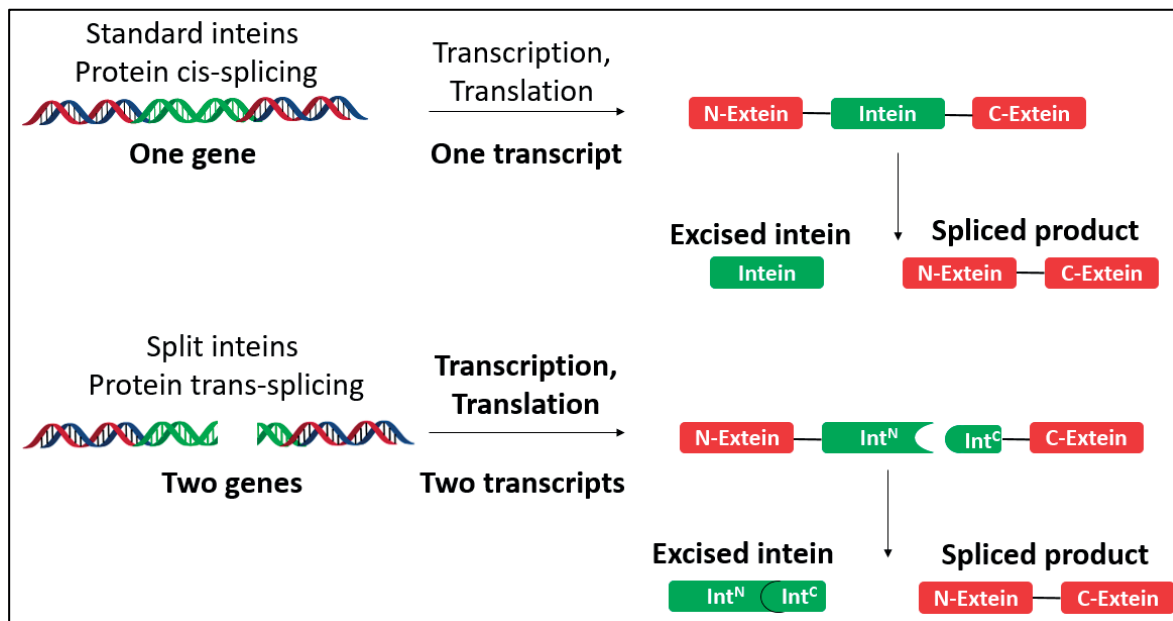 Standard inteins
Protein cis-splicing
One gene
Transcription,
Translation
One transcript
N-Extein Intein C-Extein
Excised intein
Intein
Spliced product
N-Extein C-Extein
Split inteins
Protein trans-splicing
Two genes
Transcription,
Translation
Two transcripts
N-Extein Intᴺ Intᶜ C-Extein
Excised intein
Intᴺ Intᶜ
Spliced product
N-Extein C-Extein